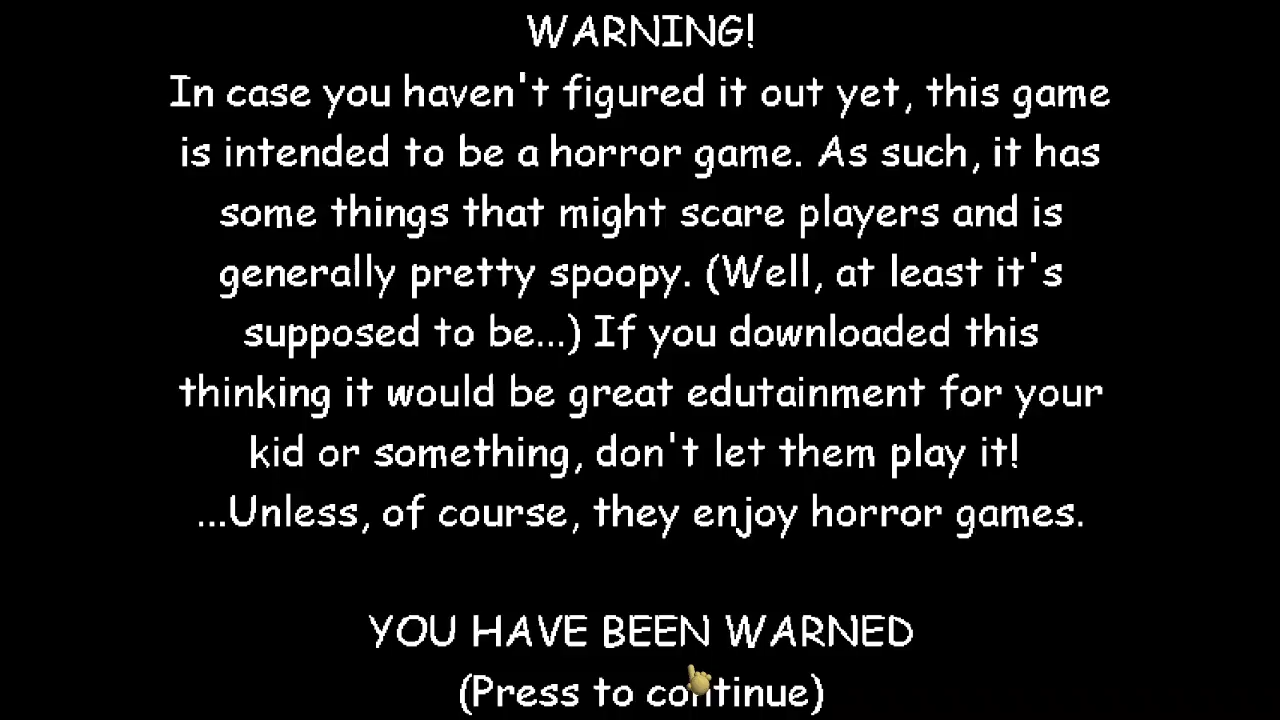 WARNING!
In case you haven't figured it out yet, this game
is intended to be a horror game. As such, it has
some things that might scare players and is
generally pretty spoopy. (Well, at least it's
supposed to be...) If you downloaded this
thinking it would be great edutainment for your
kid or something, don't let them play it!
...Unless, of course, they enjoy horror games.
YOU HAVE BEEN WARNED
(Press to continue)